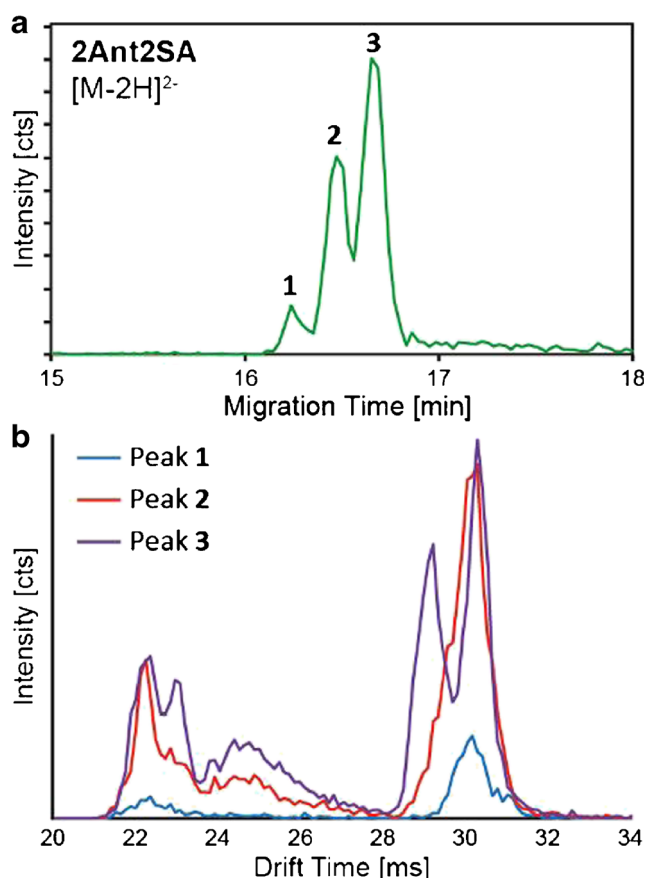 a
2Ant2SA
[M-2H]2-
1
2
3
Intensity [cts]
15 16 17 18
Migration Time [min]
b
Peak 1
Peak 2
Peak 3
Intensity [cts]
20 22 24 26 28 30 32 34
Drift Time [ms]